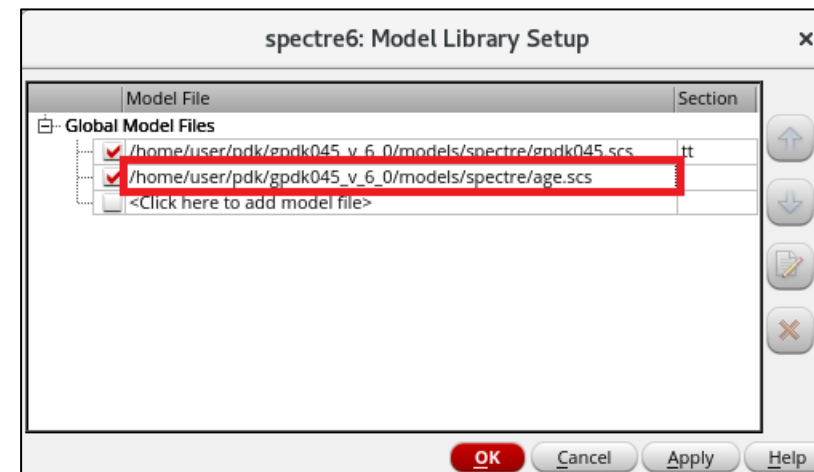 spectre6: Model Library Setup ×
Model File Section
Global Model Files
/home/user/pdk/gpdk045_v_6_0/models/spectre/gpdk045.scs tt
/home/user/pdk/gpdk045_v_6_0/models/spectre/age.scs
<Click here to add model file>
OK Cancel Apply Help